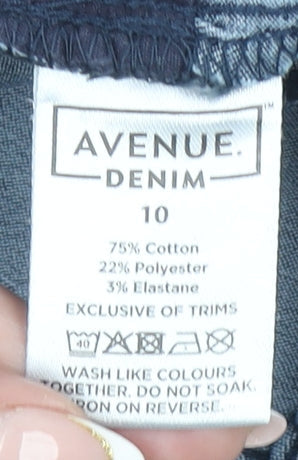 AVENUE.
DENIM
™
10
75% Cotton
22% Polyester
3% Elastane
EXCLUSIVE OF TRIMS
40
WASH LIKE COLOURS
TOGETHER. DO NOT SOAK.
IRON ON REVERSE.